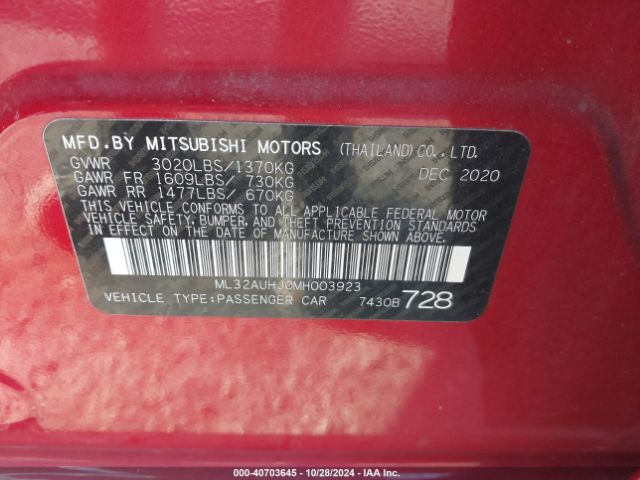 MFD.BY MITSUBISHI MOTORS (THAILAND) CO., LTD.
GVWR 3020LBS/1370KG DEC 2020
GAWR FR 1609LBS/ 730KG
GAWR RR 1477LBS/ 670KG
THIS VEHICLE CONFORMS TO ALL APPLICABLE FEDERAL MOTOR
VEHICLE SAFETY, BUMPER, AND THEFT PREVENTION STANDARDS
IN EFFECT ON THE DATE OF MANUFACTURE SHOWN ABOVE.
ML32AUHJ0MH003923
VEHICLE TYPE:PASSENGER CAR 7430B 728
000-40703645 - 10/28/2024 - IAA Inc.